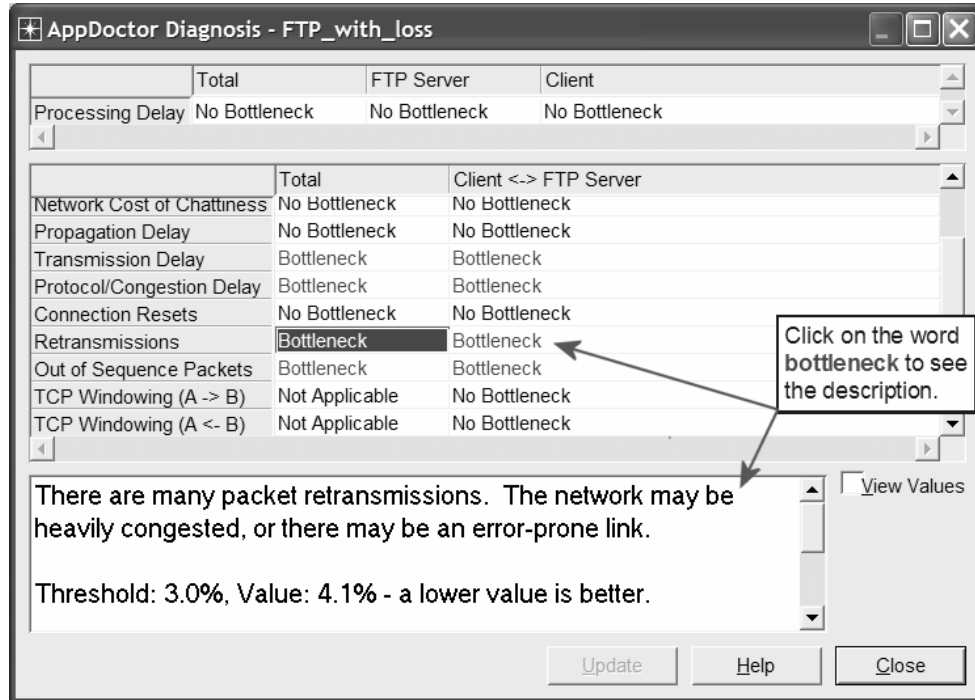 AppDoctor Diagnosis - FTP_with_loss
Total FTP Server Client
Processing Delay No Bottleneck No Bottleneck No Bottleneck
Total Client <-> FTP Server
Network Cost of Chattiness No Bottleneck No Bottleneck
Propagation Delay No Bottleneck No Bottleneck
Transmission Delay Bottleneck Bottleneck
Protocol/Congestion Delay Bottleneck Bottleneck
Connection Resets No Bottleneck No Bottleneck
Retransmissions Bottleneck Bottleneck
Out of Sequence Packets Bottleneck Bottleneck
TCP Windowing (A -> B) Not Applicable No Bottleneck
TCP Windowing (A <- B) Not Applicable No Bottleneck
Click on the word
bottleneck to see
the description.
There are many packet retransmissions. The network may be
heavily congested, or there may be an error-prone link.
Threshold: 3.0%, Value: 4.1% - a lower value is better.
View Values
Update Help Close